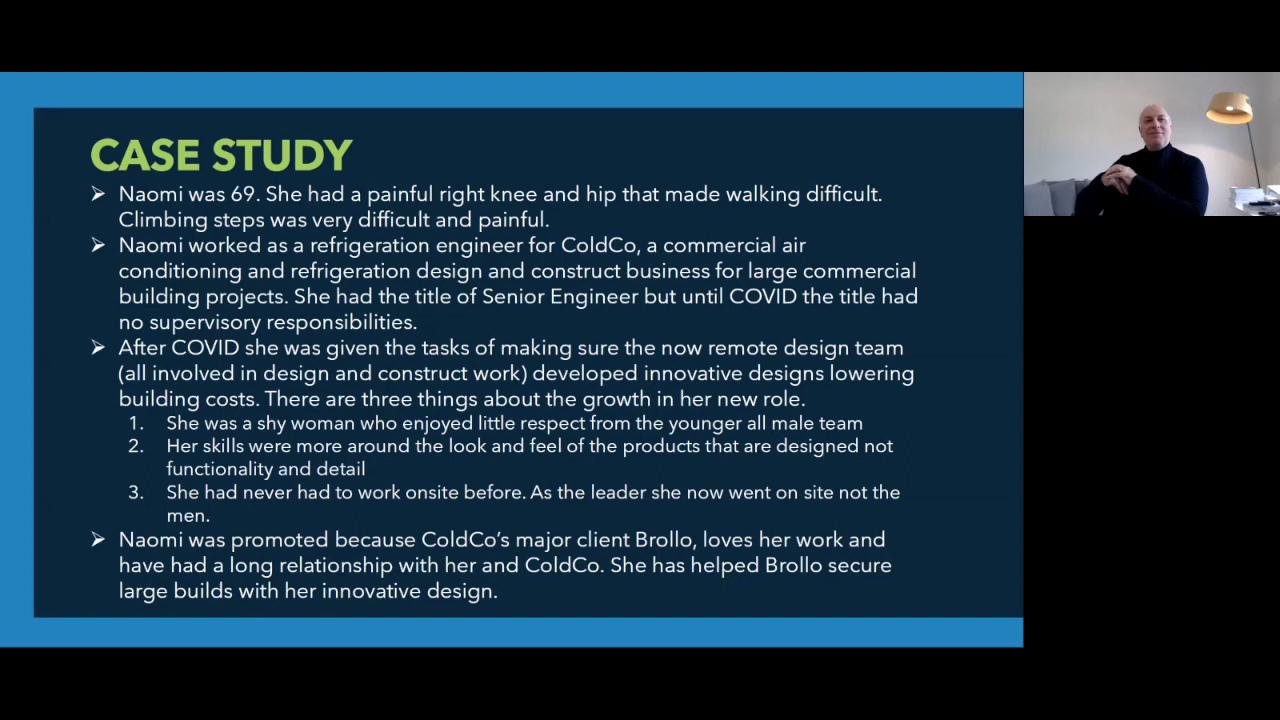 CASE STUDY
➢ Naomi was 69. She had a painful right knee and hip that made walking difficult.
Climbing steps was very difficult and painful.
➢ Naomi worked as a refrigeration engineer for ColdCo, a commercial air
conditioning and refrigeration design and construct business for large commercial
building projects. She had the title of Senior Engineer but until COVID the title had
no supervisory responsibilities.
➢ After COVID she was given the tasks of making sure the now remote design team
(all involved in design and construct work) developed innovative designs lowering
building costs. There are three things about the growth in her new role.
1. She was a shy woman who enjoyed little respect from the younger all male team
2. Her skills were more around the look and feel of the products that are designed not
functionality and detail
3. She had never had to work onsite before. As the leader she now went on site not the
men.
➢ Naomi was promoted because ColdCo’s major client Brollo, loves her work and
have had a long relationship with her and ColdCo. She has helped Brollo secure
large builds with her innovative design.